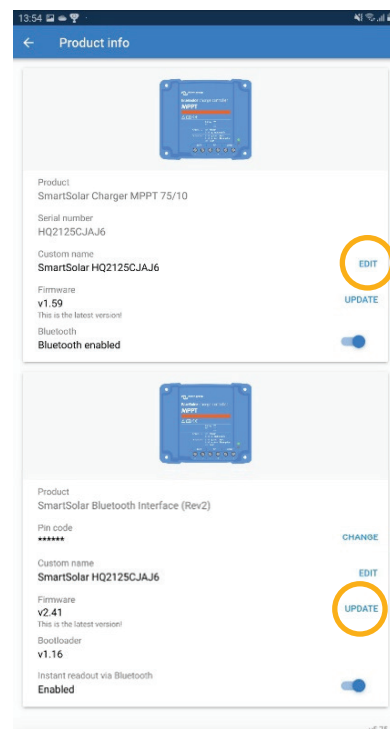 13:54
Product info
MPPT
Product
SmartSolar Charger MPPT 75/10
Serial number
HQ2125CJAJ6
Custom name
SmartSolar HQ2125CJAJ6
EDIT
Firmware
v1.59
UPDATE
This is the latest version!
Bluetooth
Bluetooth enabled
MPPT
Product
SmartSolar Bluetooth Interface (Rev2)
Pin code
******
CHANGE
Custom name
SmartSolar HQ2125CJAJ6
EDIT
Firmware
v2.41
UPDATE
This is the latest version!
Bootloader
v1.16
Instant readout via Bluetooth
Enabled